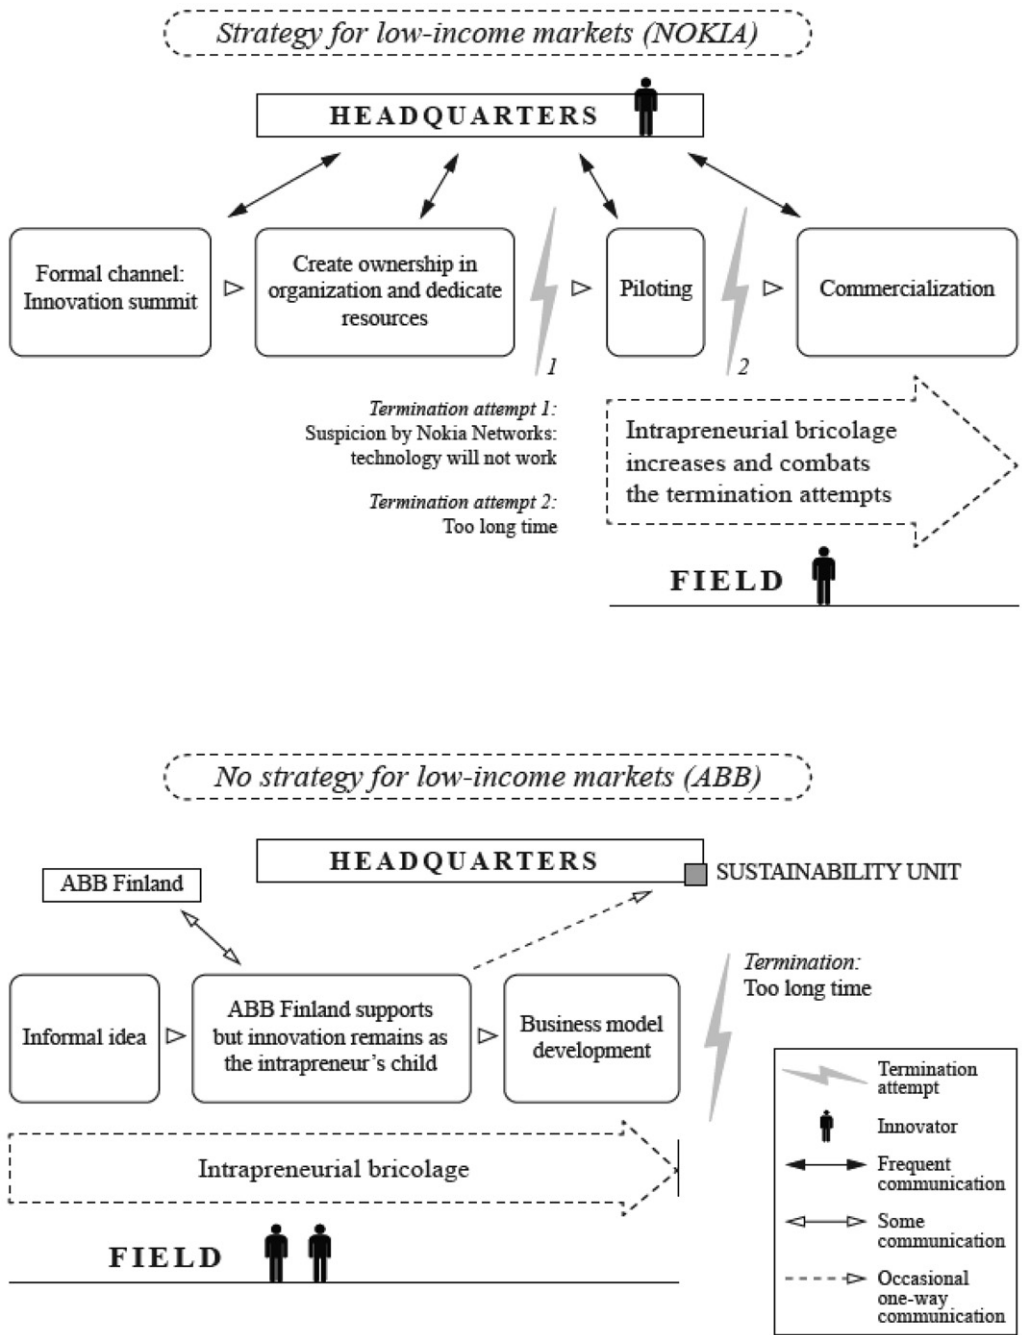 Strategy for low-income markets (NOKIA)
HEADQUARTERS
Formal channel:
Innovation summit
Create ownership in
organization and dedicate
resources
Piloting
Commercialization
1
2
Termination attempt 1:
Suspicion by Nokia Networks:
technology will not work
Termination attempt 2:
Too long time
Intrapreneurial bricolage
increases and combats
the termination attempts
FIELD
No strategy for low-income markets (ABB)
HEADQUARTERS
SUSTAINABILITY UNIT
ABB Finland
Informal idea
ABB Finland supports
but innovation remains as
the intrapreneur’s child
Business model
development
Termination:
Too long time
Intrapreneurial bricolage
FIELD
Termination
attempt
Innovator
Frequent
communication
Some
communication
Occasional
one-way
communication